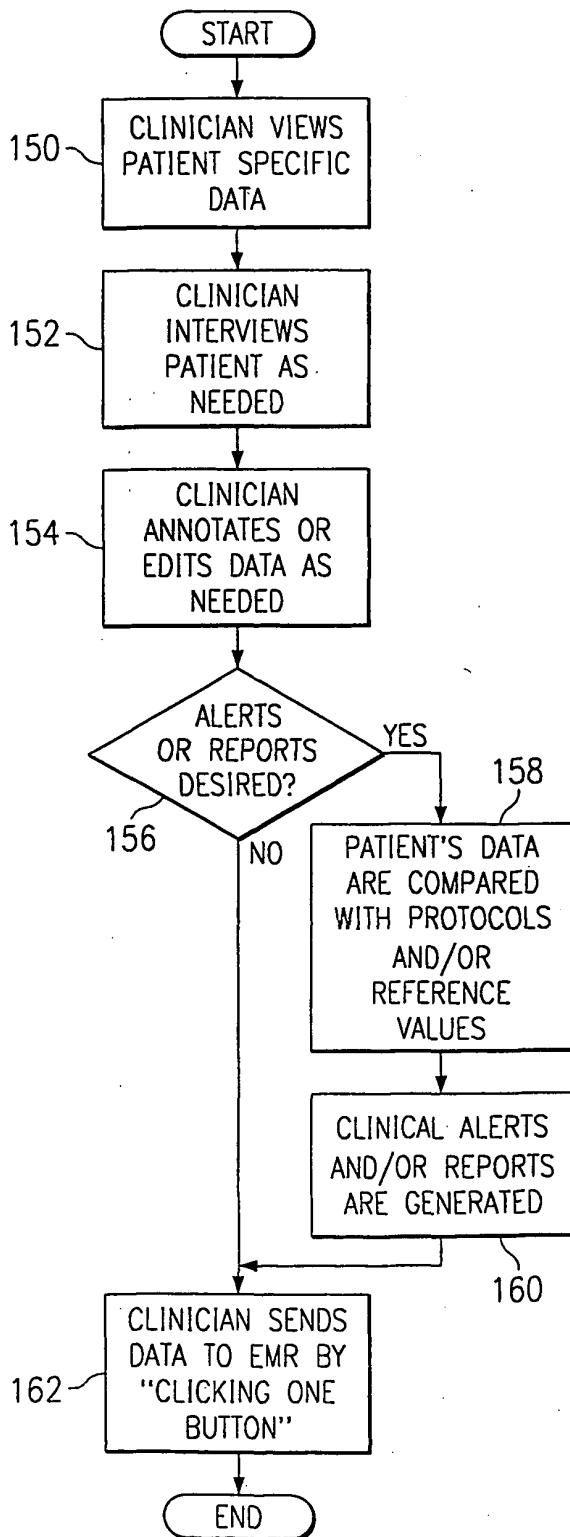 START
150
CLINICIAN VIEWS
PATIENT SPECIFIC
DATA
152
CLINICIAN
INTERVIEWS
PATIENT AS
NEEDED
154
CLINICIAN
ANNOTATES OR
EDITS DATA AS
NEEDED
ALERTS
OR REPORTS
DESIRED?
YES
156
NO
158
PATIENT'S DATA
ARE COMPARED
WITH PROTOCOLS
AND/OR
REFERENCE
VALUES
CLINICAL ALERTS
AND/OR REPORTS
ARE GENERATED
160
162
CLINICIAN SENDS
DATA TO EMR BY
"CLICKING ONE
BUTTON"
END